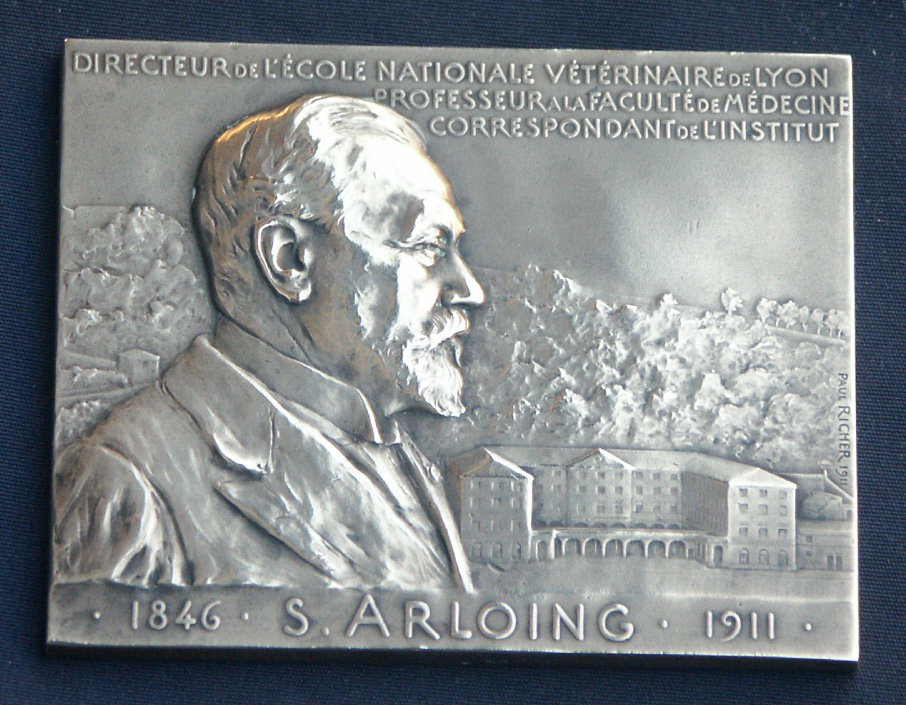 DIRECTEUR DE L'ÉCOLE NATIONALE VÉTÉRINAIRE DE LYON
PROFESSEUR A LA FACULTÉ DE MÉDECINE
CORRESPONDANT DE L'INSTITUT
PAUL RICHER 1911
· 1846 · S. ARLOING · 1911 ·